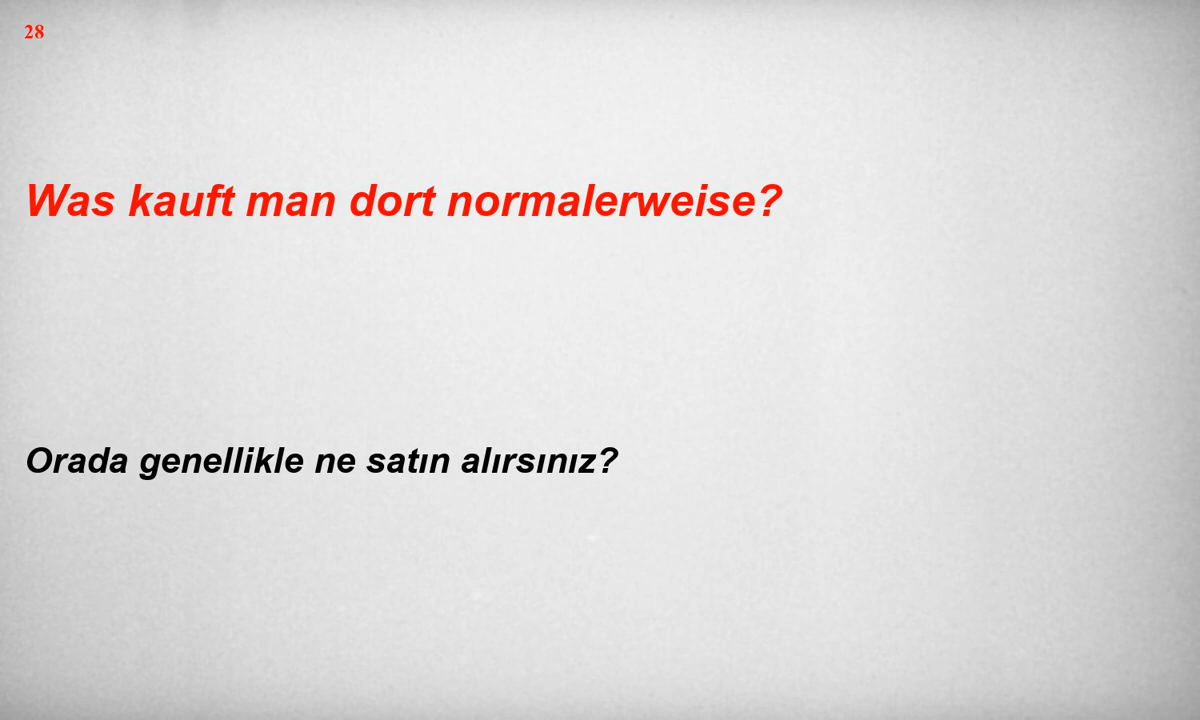 28
Was kauft man dort normalerweise?
Orada genellikle ne satın alırsınız?